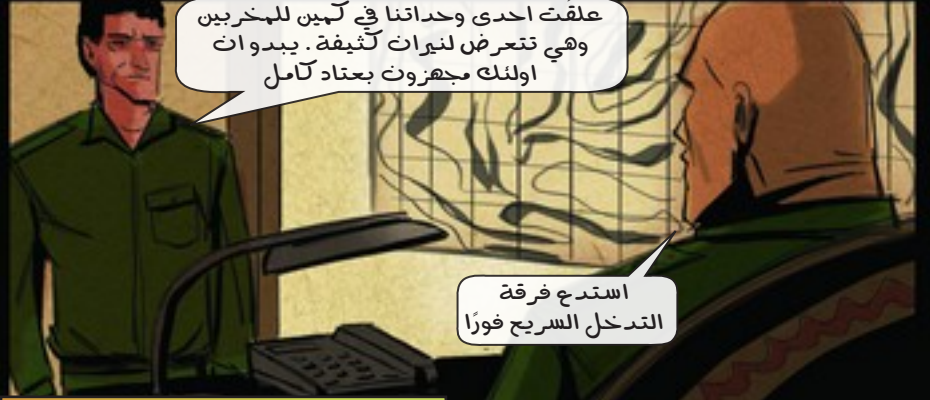 علقت احدى وحداتنا في كمين للمخربين
وهي تتعرض لنيران كثيفة. يبدو ان
اولئك مجهزون بعتاد كامل
استدع فرقة
التدخل السريع فورًا